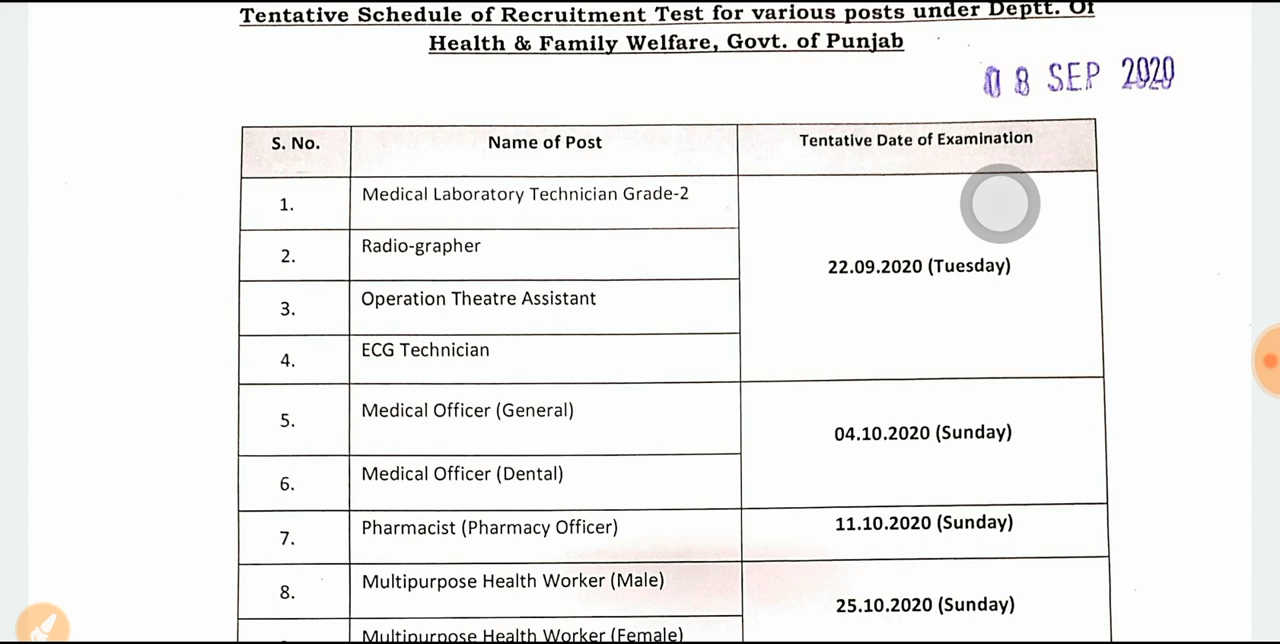 Tentative Schedule of Recruitment Test for various posts under Deptt. Of
Health & Family Welfare, Govt. of Punjab
08 SEP 2020
S. No. Name of Post Tentative Date of Examination
1. Medical Laboratory Technician Grade-2
2. Radio-grapher
22.09.2020 (Tuesday)
3. Operation Theatre Assistant
4. ECG Technician
5. Medical Officer (General)
04.10.2020 (Sunday)
6. Medical Officer (Dental)
7. Pharmacist (Pharmacy Officer) 11.10.2020 (Sunday)
8. Multipurpose Health Worker (Male)
25.10.2020 (Sunday)
Multipurpose Health Worker (Female)